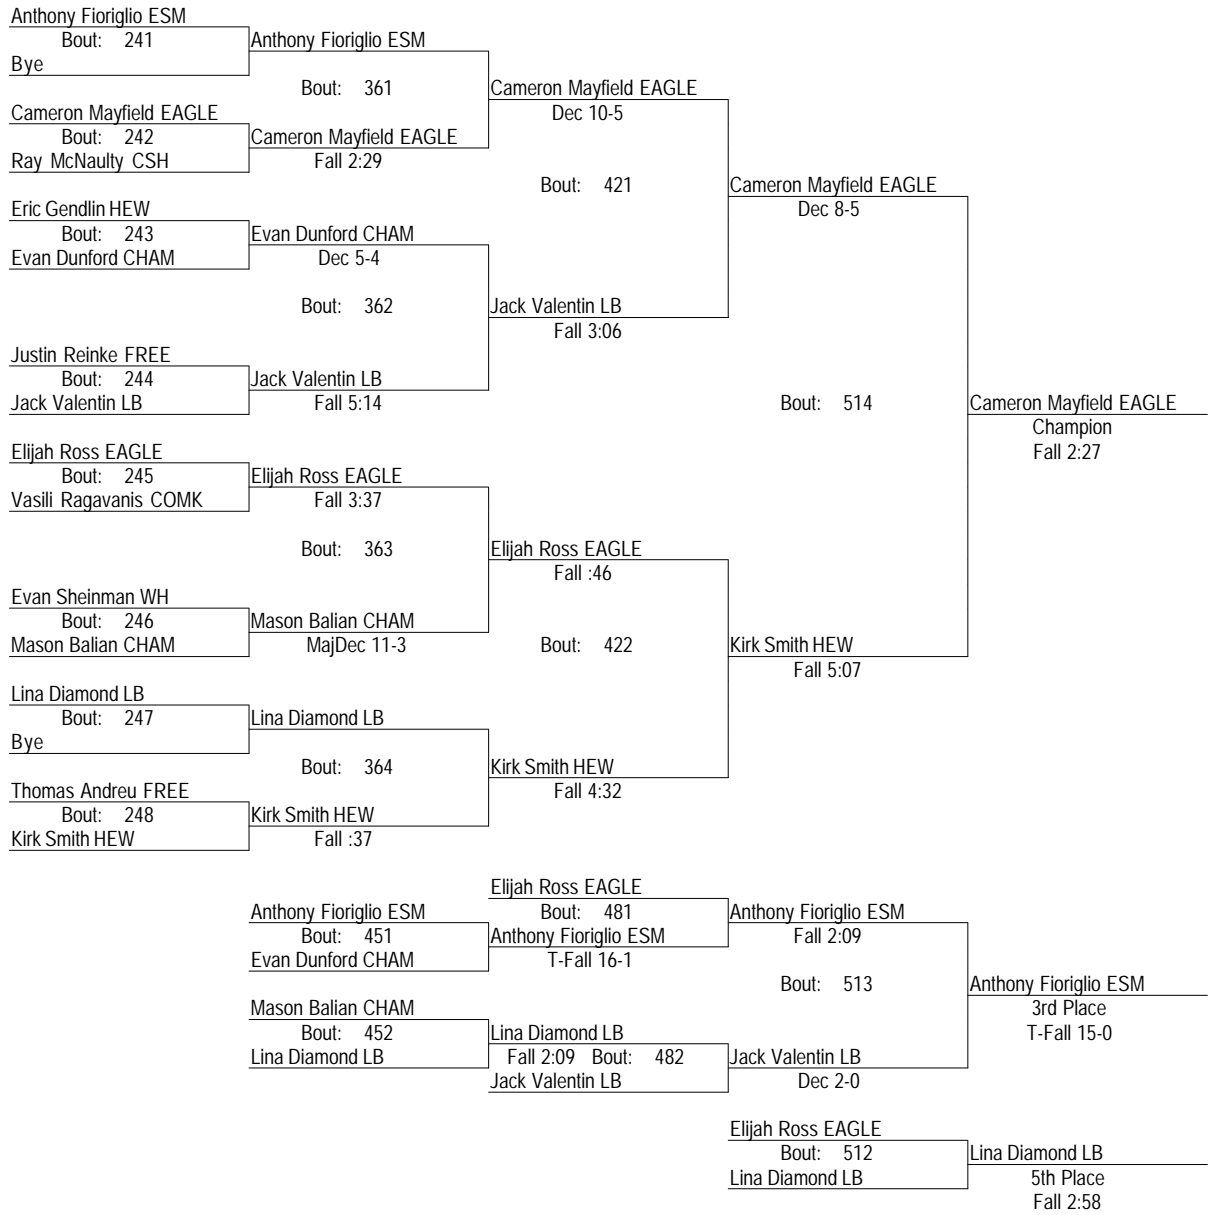 Anthony Fioriglio ESM
Bout: 241
Anthony Fioriglio ESM
Bye
Bout: 361
Cameron Mayfield EAGLE
Cameron Mayfield EAGLE
Dec 10-5
Bout: 242
Cameron Mayfield EAGLE
Ray McNaulty CSH
Fall 2:29
Bout: 421
Cameron Mayfield EAGLE
Eric Gendlin HEW
Dec 8-5
Bout: 243
Evan Dunford CHAM
Evan Dunford CHAM
Dec 5-4
Bout: 362
Jack Valentin LB
Fall 3:06
Justin Reinke FREE
Bout: 244
Jack Valentin LB
Jack Valentin LB
Fall 5:14
Bout: 514
Cameron Mayfield EAGLE
Champion
Fall 2:27
Elijah Ross EAGLE
Bout: 245
Elijah Ross EAGLE
Vasili Ragavanis COMK
Fall 3:37
Bout: 363
Elijah Ross EAGLE
Fall :46
Evan Sheinman WH
Bout: 246
Mason Balian CHAM
Mason Balian CHAM
MajDec 11-3
Bout: 422
Kirk Smith HEW
Fall 5:07
Lina Diamond LB
Bout: 247
Lina Diamond LB
Bye
Bout: 364
Kirk Smith HEW
Fall 4:32
Thomas Andreu FREE
Bout: 248
Kirk Smith HEW
Kirk Smith HEW
Fall :37
Elijah Ross EAGLE
Anthony Fioriglio ESM
Bout: 481
Anthony Fioriglio ESM
Bout: 451
Anthony Fioriglio ESM
Fall 2:09
Evan Dunford CHAM
T-Fall 16-1
Bout: 513
Anthony Fioriglio ESM
3rd Place
T-Fall 15-0
Mason Balian CHAM
Bout: 452
Lina Diamond LB
Lina Diamond LB
Fall 2:09 Bout: 482
Jack Valentin LB
Jack Valentin LB
Dec 2-0
Elijah Ross EAGLE
Bout: 512
Lina Diamond LB
Lina Diamond LB
5th Place
Fall 2:58